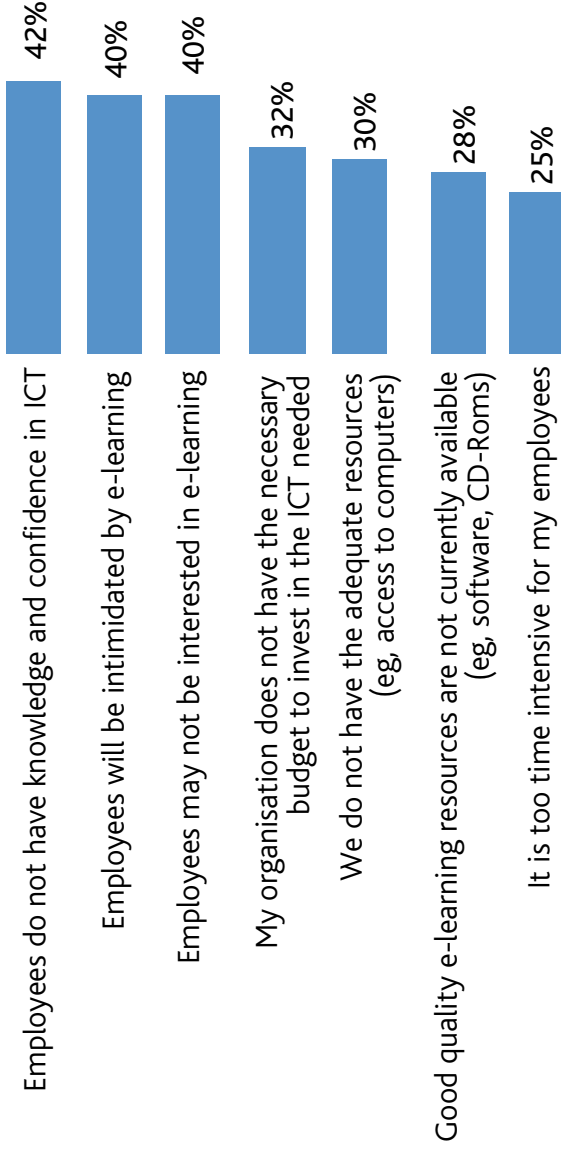 Employees do not have knowledge and confidence in ICT
42%
Employees will be intimidated by e-learning
40%
Employees may not be interested in e-learning
40%
My organisation does not have the necessary
budget to invest in the ICT needed
32%
We do not have the adequate resources
(eg, access to computers)
30%
Good quality e-learning resources are not currently available
(eg, software, CD-Roms)
28%
It is too time intensive for my employees
25%